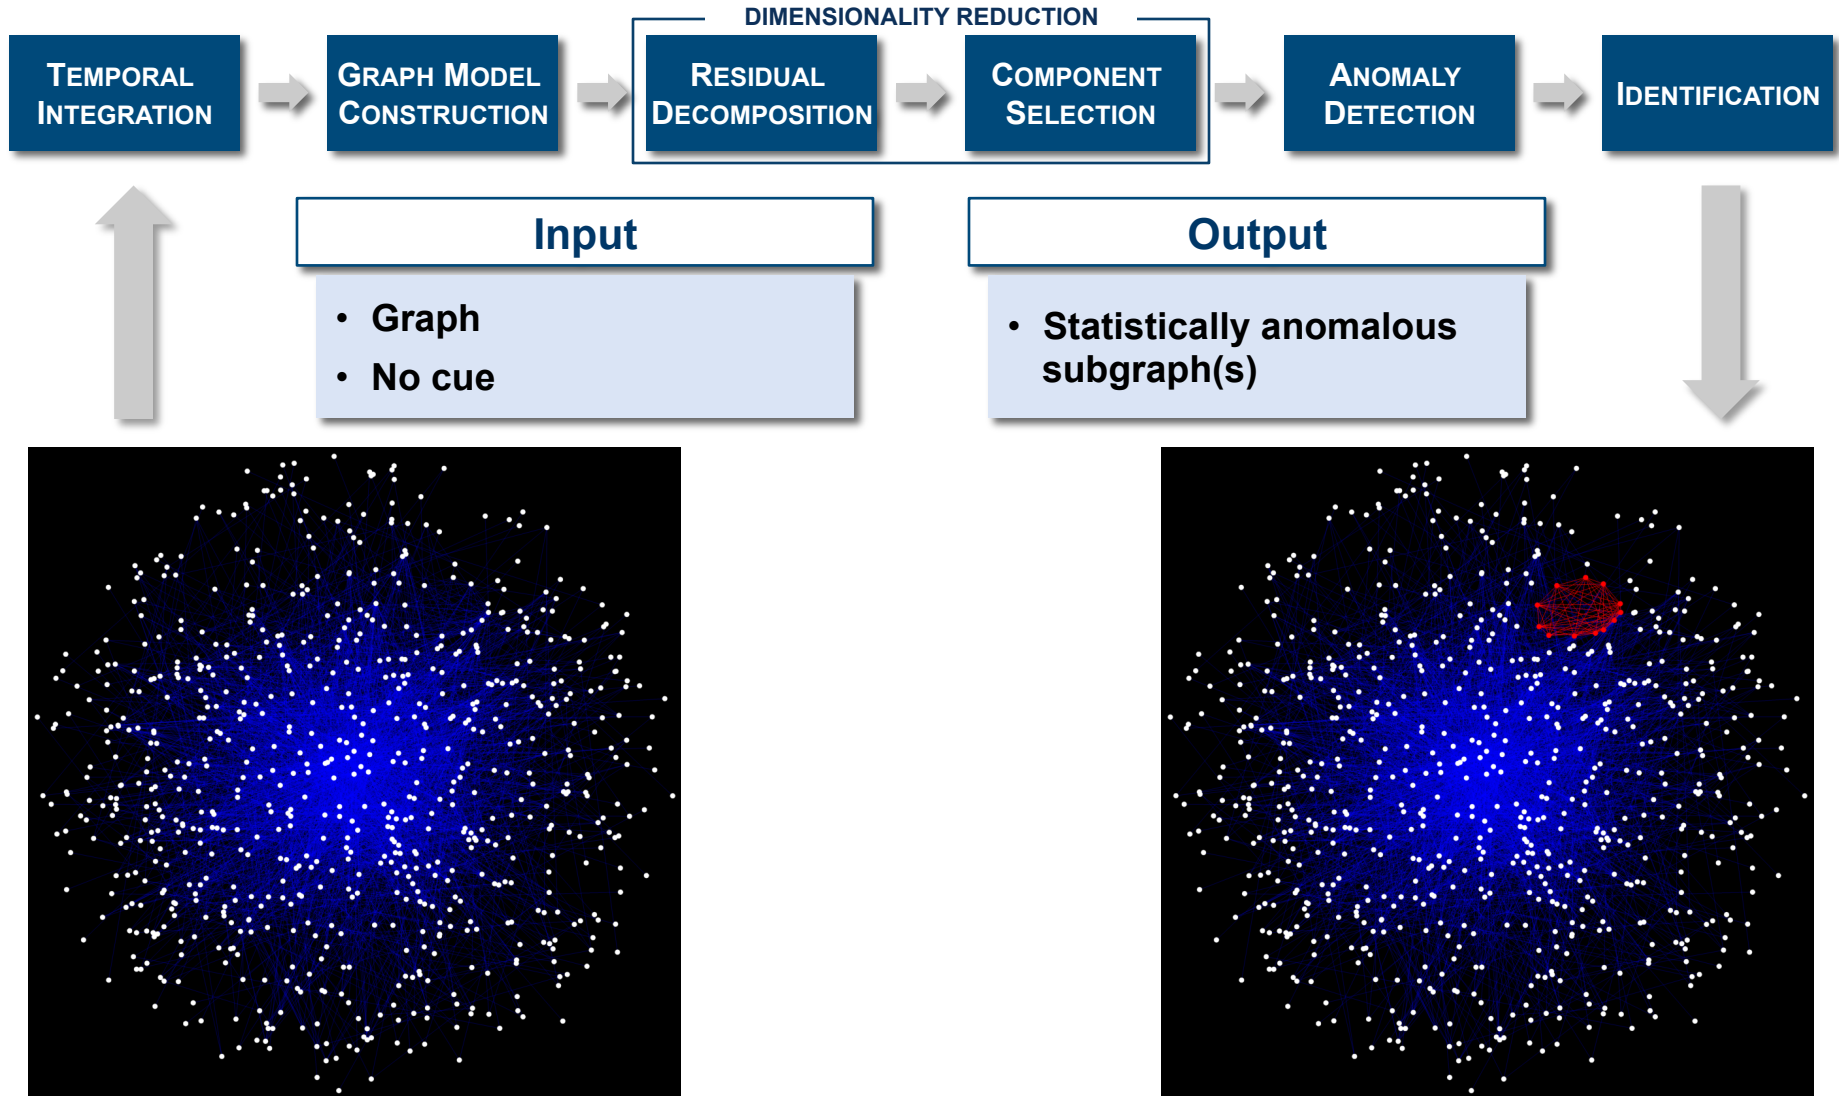 DIMENSIONALITY REDUCTION
TEMPORAL
INTEGRATION
GRAPH MODEL
CONSTRUCTION
RESIDUAL
DECOMPOSITION
COMPONENT
SELECTION
ANOMALY
DETECTION
IDENTIFICATION
Input
• Graph
• No cue
Output
• Statistically anomalous
subgraph(s)